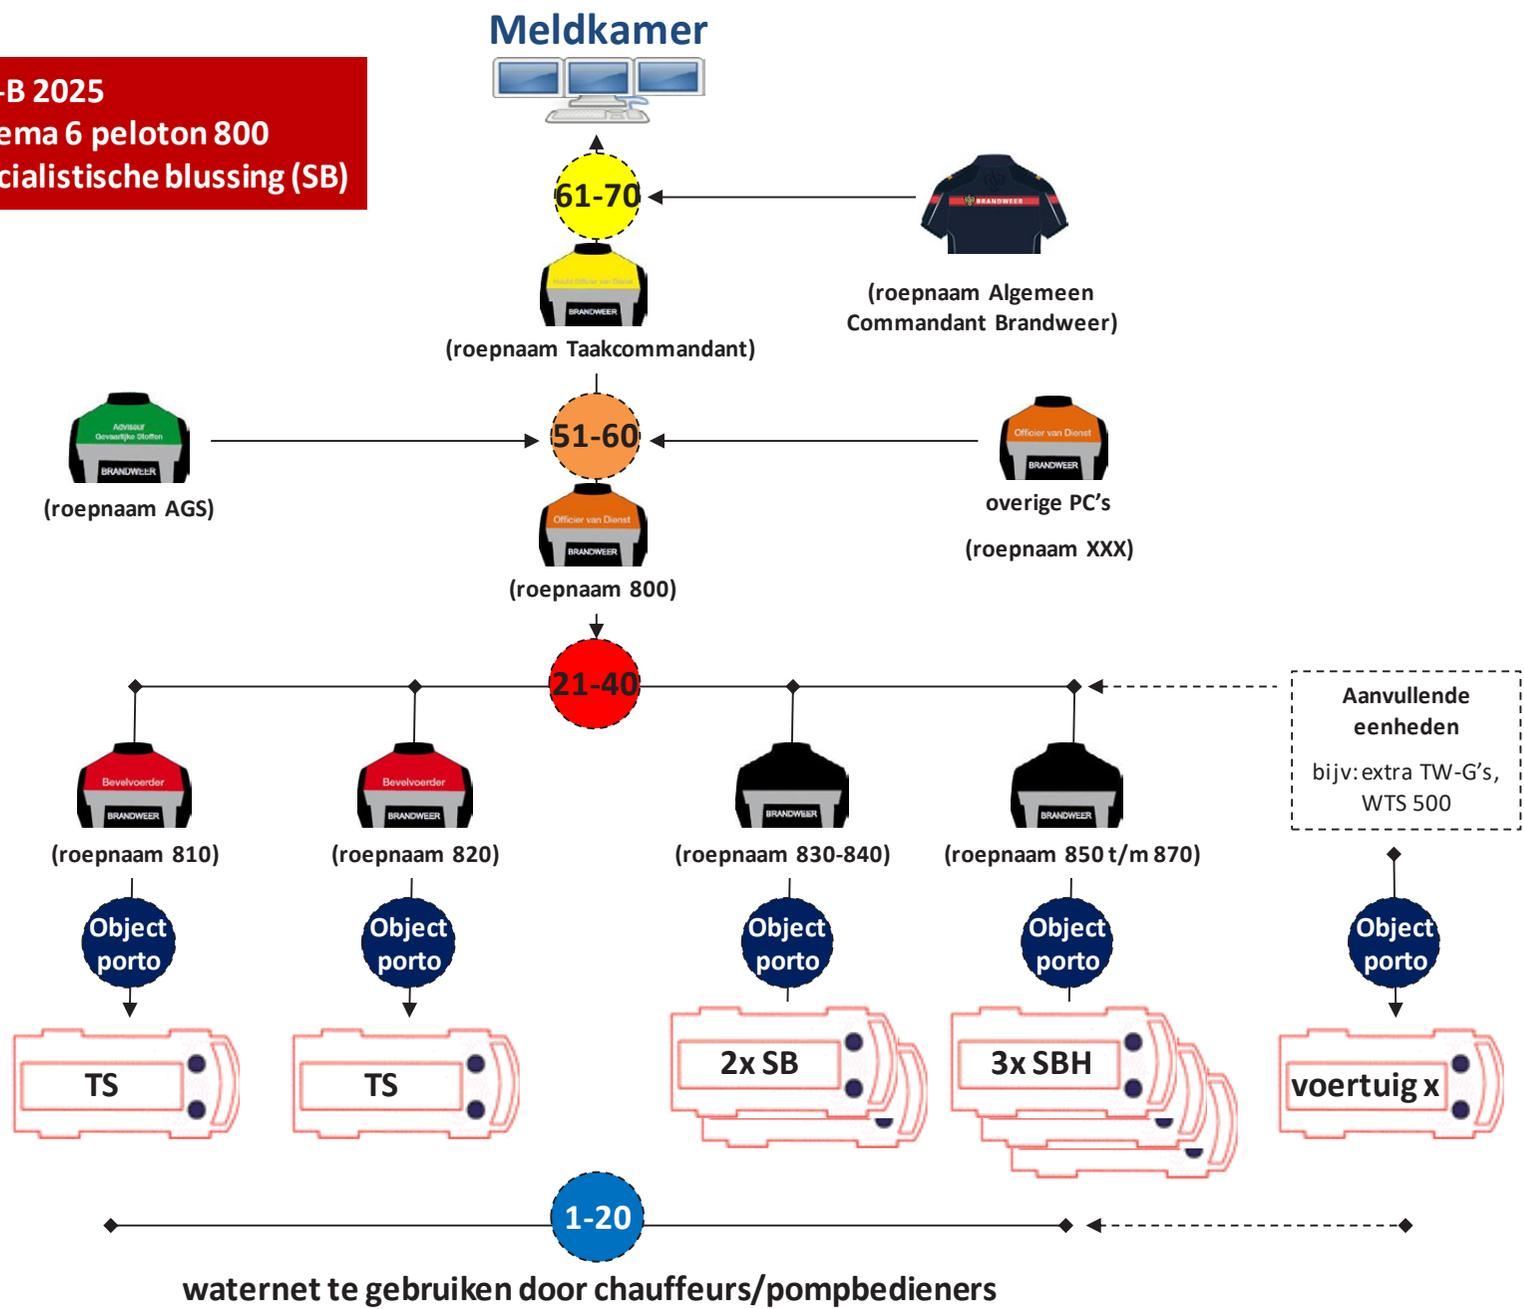 Meldkamer
-B 2025
ema 6 peloton 800
cialistische blussing (SB)
61-70
BRANDWEER
Hoofd Officier van Dienst
BRANDWEER
(roepnaam Algemeen
Commandant Brandweer)
(roepnaam Taakcommandant)
Adviseur
Gevaarlijke Stoffen
BRANDWEER
(roepnaam AGS)
51-60
Officier van Dienst
BRANDWEER
overige PC's
(roepnaam XXX)
Officier van Dienst
BRANDWEER
(roepnaam 800)
21-40
Aanvullende
eenheden
bijv: extra TW-G's,
WTS 500
Bevelvoerder
BRANDWEER
(roepnaam 810)
Bevelvoerder
BRANDWEER
(roepnaam 820)
BRANDWEER
(roepnaam 830-840)
BRANDWEER
(roepnaam 850 t/m 870)
Object
porto
Object
porto
Object
porto
Object
porto
Object
porto
TS
TS
2x SB
3x SBH
voertuig x
1-20
waternet te gebruiken door chauffeurs/pompbedieners